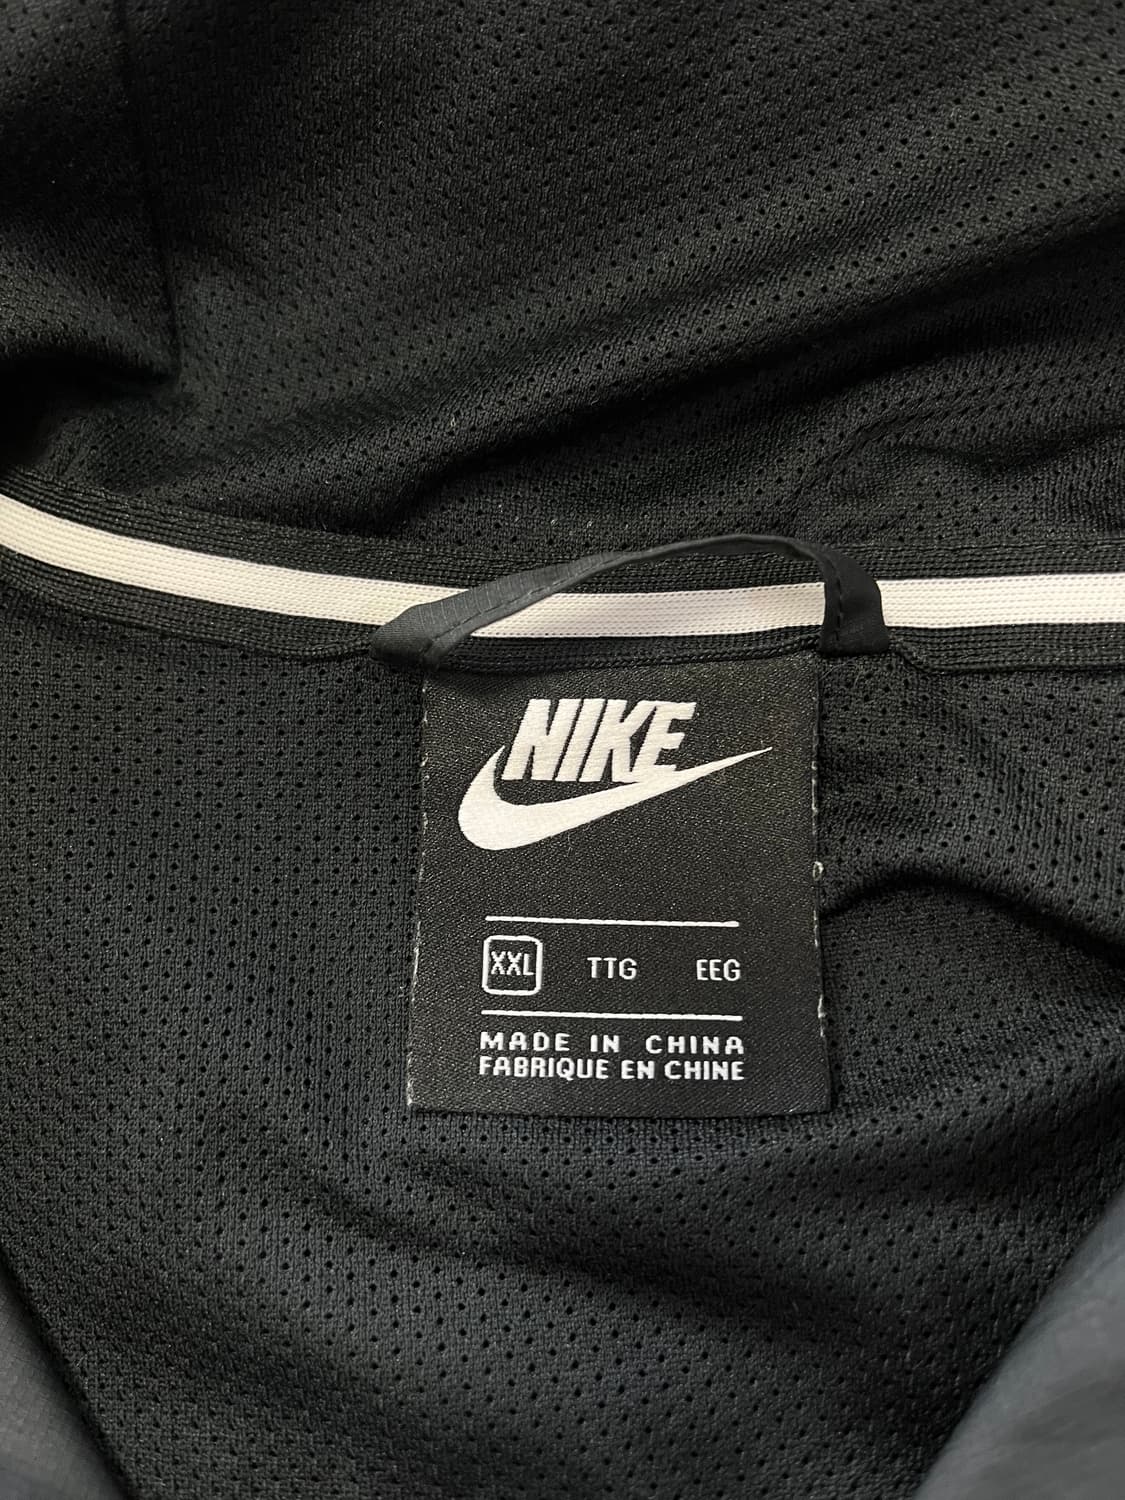 NIKE
XXL TTG EEG
MADE IN CHINA
FABRIQUE EN CHINE